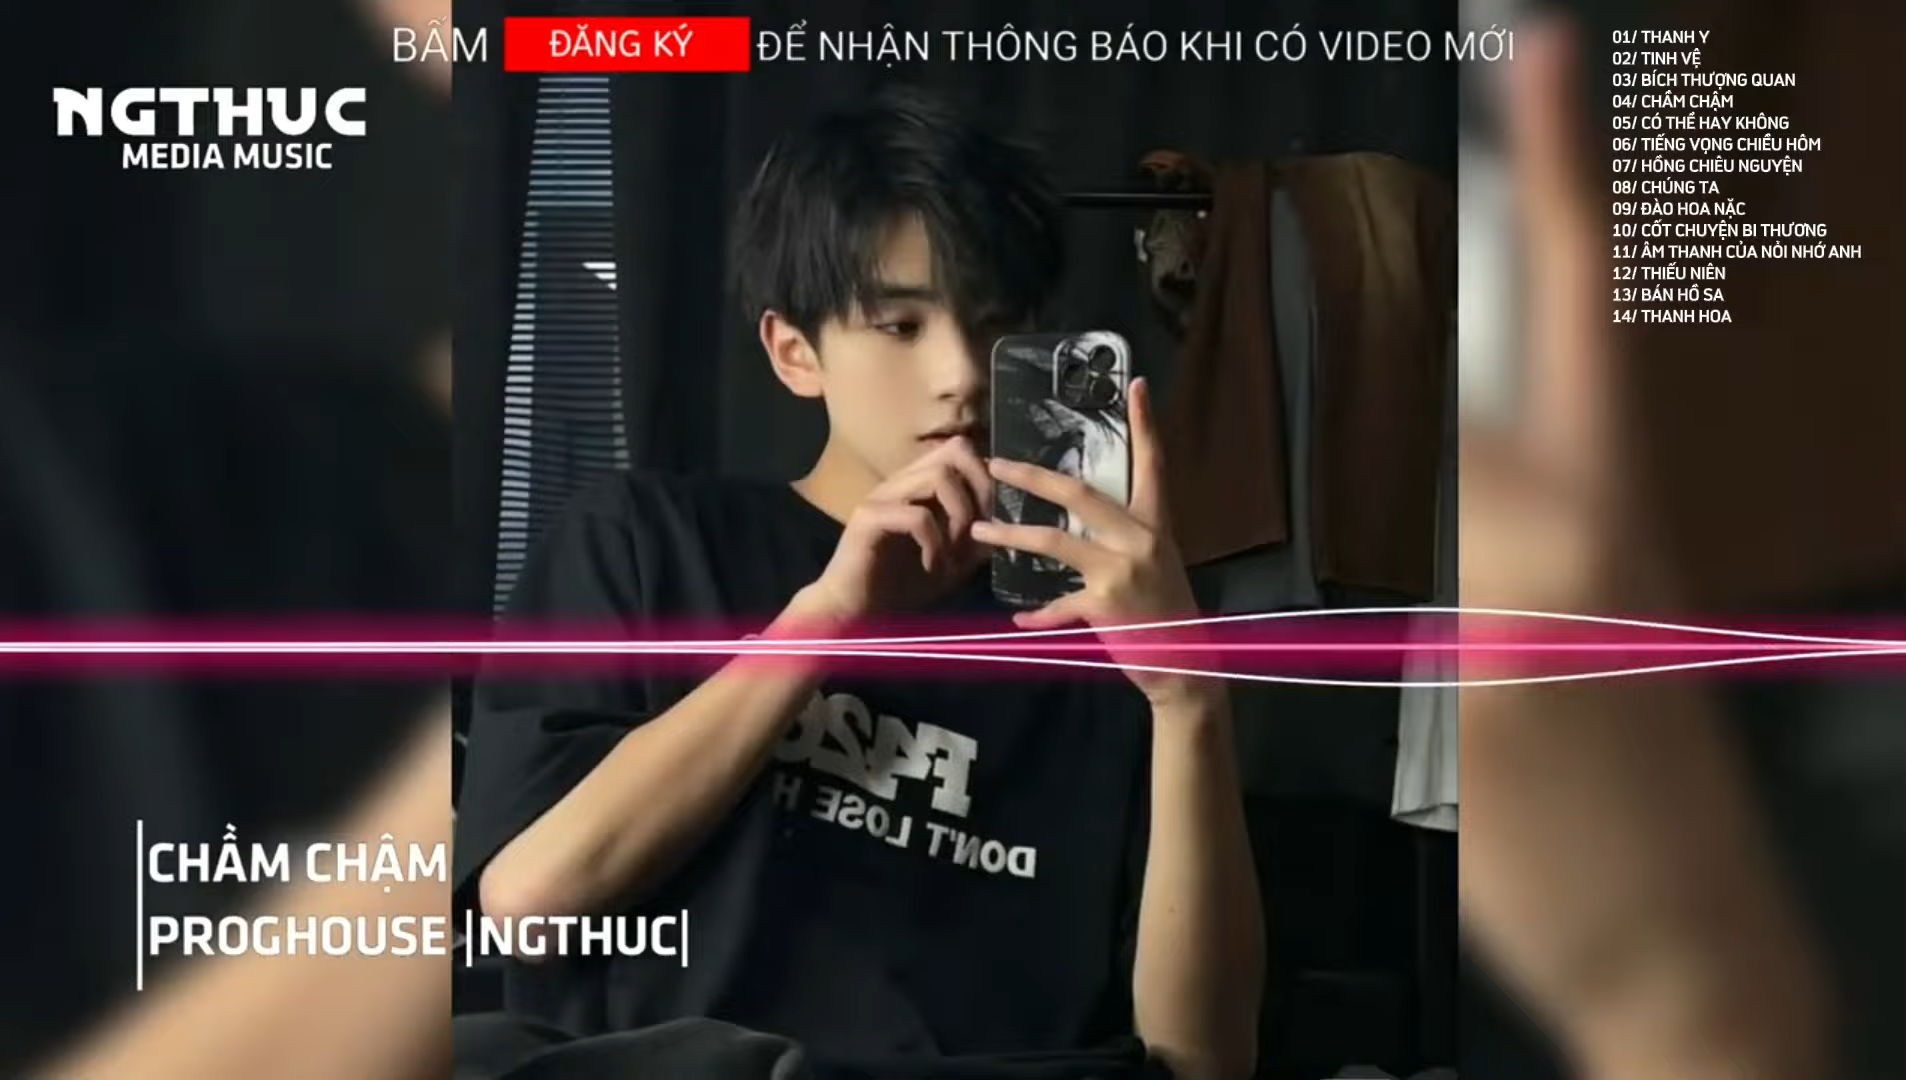 BẤM ĐĂNG KÝ ĐỂ NHẬN THÔNG BÁO KHI CÓ VIDEO MỚI
NGTHUC
MEDIA MUSIC
01/ THANH Y
02/ TINH VỆ
03/ BÍCH THƯỢNG QUAN
04/ CHẦM CHẬM
05/ CÓ THỂ HAY KHÔNG
06/ TIẾNG VỌNG CHIỀU HÔM
07/ HỒNG CHIÊU NGUYỆN
08/ CHÚNG TA
09/ ĐÀO HOA NẶC
10/ CỐT CHUYỆN BI THƯƠNG
11/ ÂM THANH CỦA NỖI NHỚ ANH
12/ THIẾU NIÊN
13/ BÁN HỒ SA
14/ THANH HOA
DON'T LOSE H
CHẦM CHẬM
PROGHOUSE |NGTHUC|